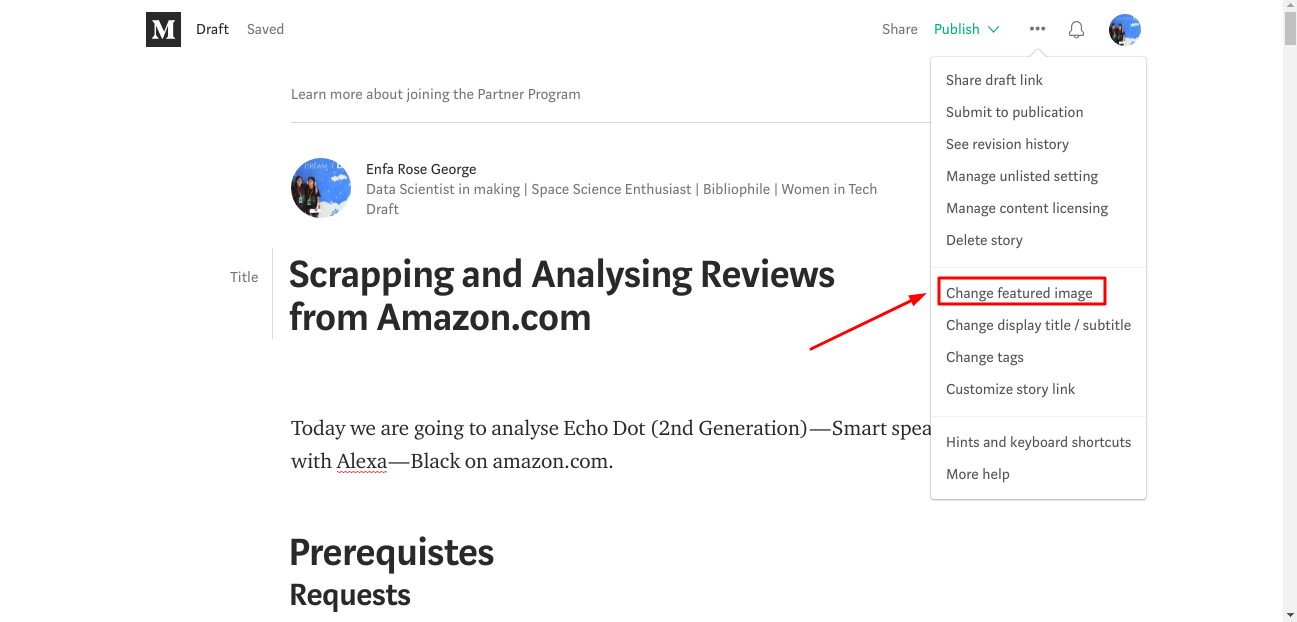 M Draft Saved Share Publish
Learn more about joining the Partner Program
Enfa Rose George
Data Scientist in making | Space Science Enthusiast | Bibliophile | Women in Tech
Draft
Title
Scrapping and Analysing Reviews
from Amazon.com
Today we are going to analyse Echo Dot (2nd Generation)—Smart spea
with Alexa—Black on amazon.com.
Prerequistes
Requests
Share draft link
Submit to publication
See revision history
Manage unlisted setting
Manage content licensing
Delete story
Change featured image
Change display title / subtitle
Change tags
Customize story link
Hints and keyboard shortcuts
More help